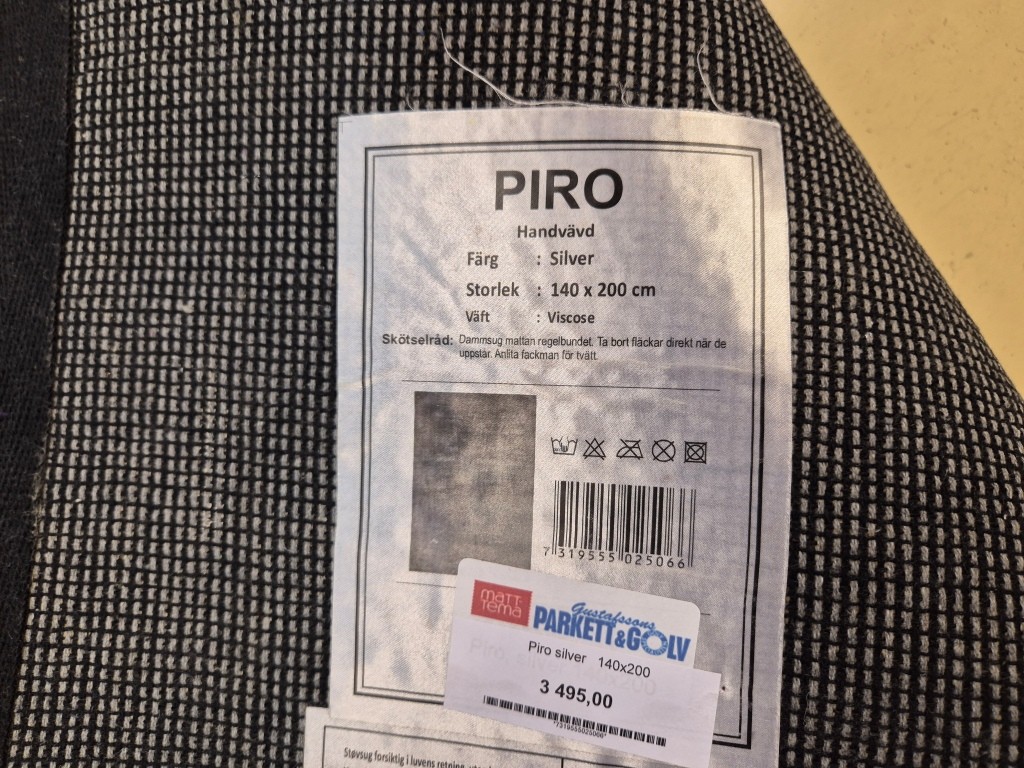 PIRO
Handvävd
Färg : Silver
Storlek : 140 x 200 cm
Väft : Viscose
Skötselråd: Dammsug mattan regelbundet. Ta bort fläckar direkt när de
uppstår. Anlita fackman för tvätt.
7 319555 025066
matt
tema
Gustafssons
PARKETT&GOLV
Piro silver 140x200
3 495,00
*7319555025066*
Støvsug forsiktig i luvens retning,